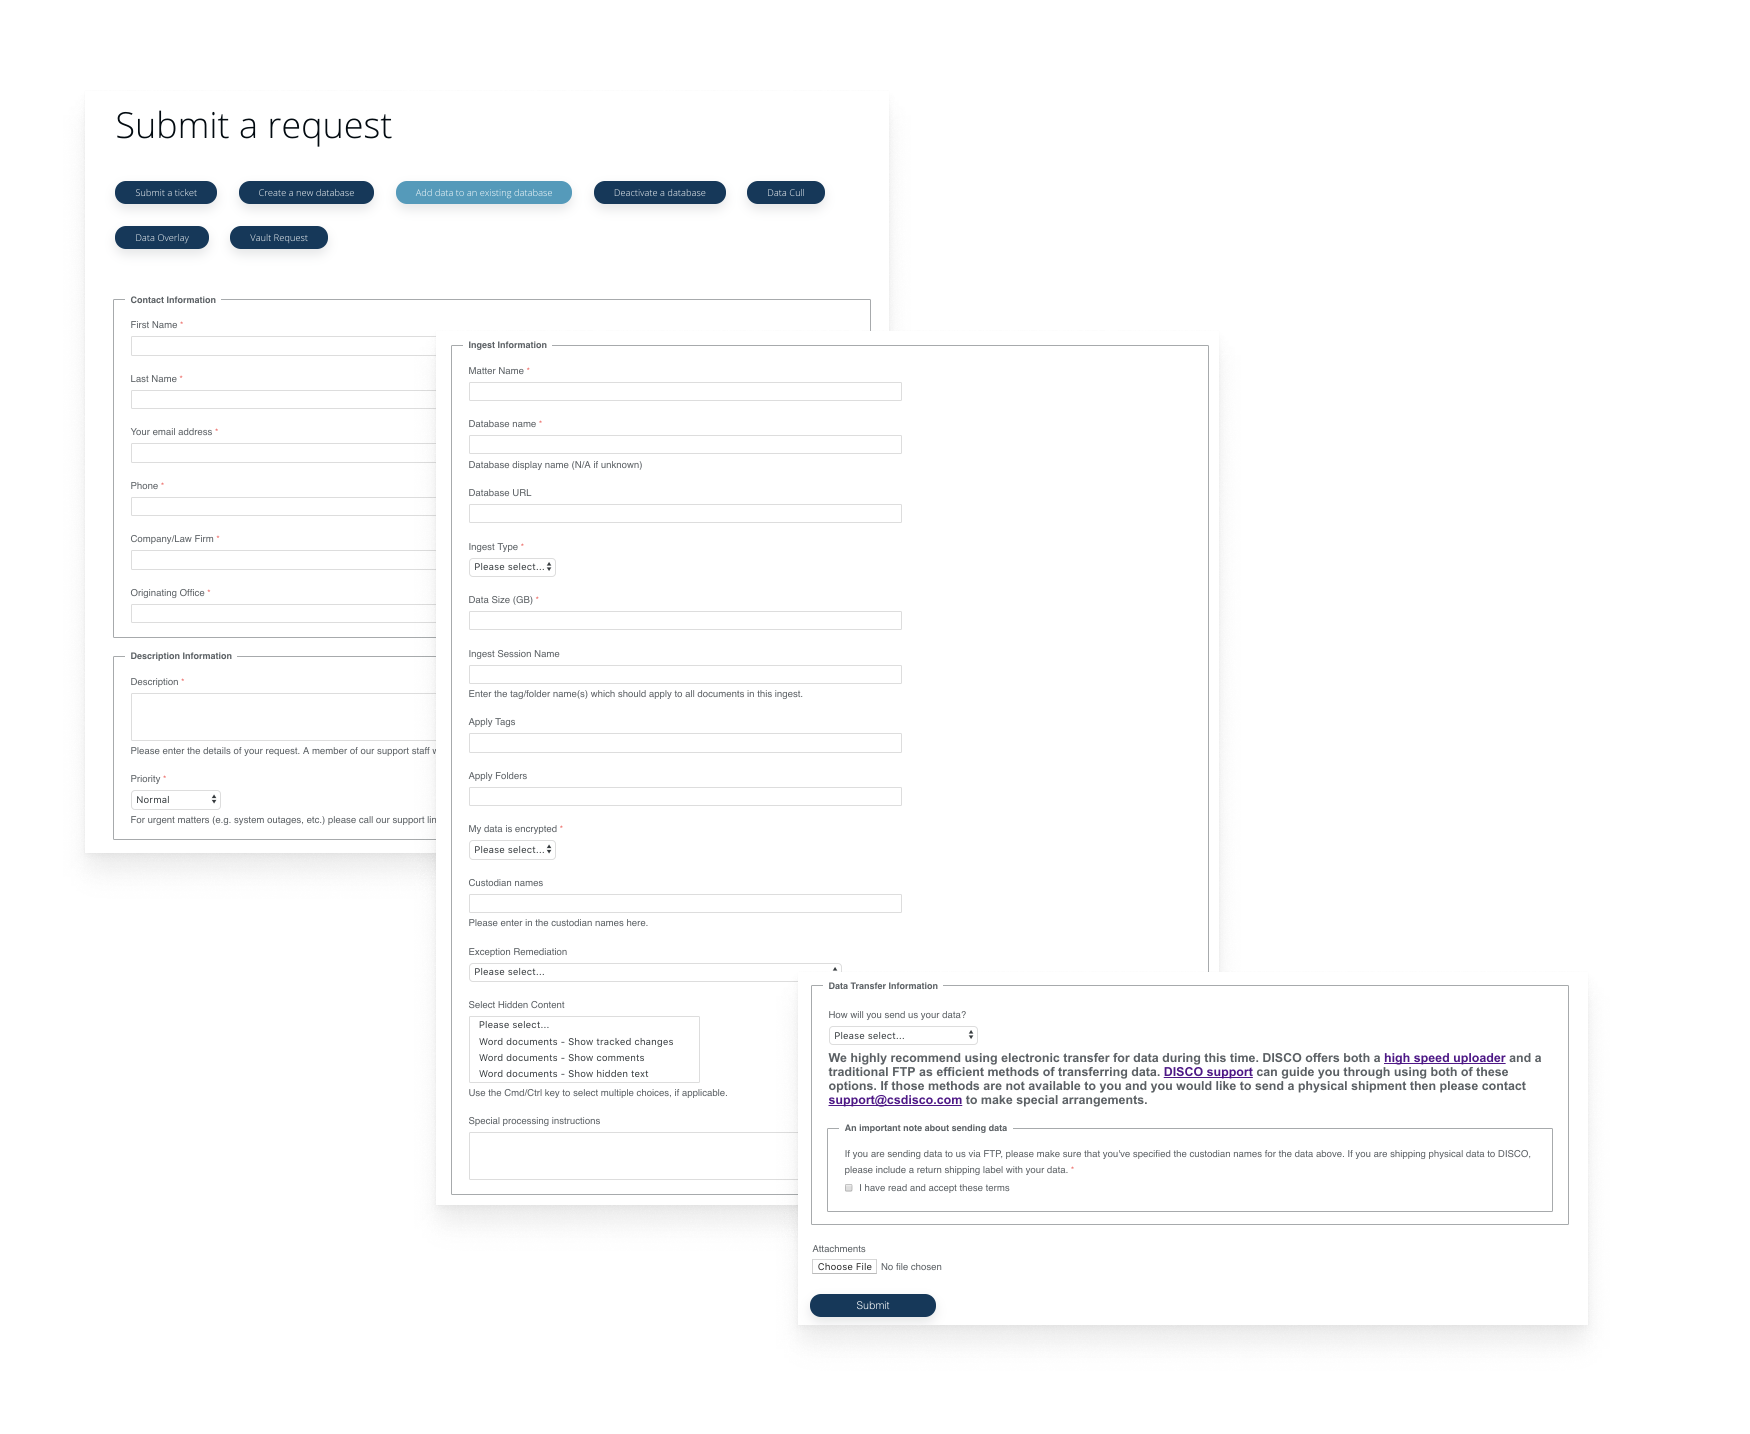 Submit a request
Submit a ticket
Create a new database
Add data to an existing database
Deactivate a database
Data Cull
Data Overlay
Vault Request
Contact Information
First Name *
Last Name *
Your email address *
Phone *
Company/Law Firm *
Originating Office *
Description Information
Description *
Please enter the details of your request. A member of our support staff
Priority *
Normal
For urgent matters (e.g. system outages, etc.) please call our support
Ingest Information
Matter Name *
Database name *
Database display name (N/A if unknown)
Database URL
Ingest Type *
Please select...
Data Size (GB) *
Ingest Session Name
Enter the tag/folder name(s) which should apply to all documents in this ingest.
Apply Tags
Apply Folders
My data is encrypted *
Please select...
Custodian names
Please enter in the custodian names here.
Exception Remediation
Please select...
Select Hidden Content
Please select...
Word documents - Show tracked changes
Word documents - Show comments
Word documents - Show hidden text
Use the Cmd/Ctrl key to select multiple choices, if applicable.
Special processing instructions
Data Transfer Information
How will you send us your data?
Please select...
We highly recommend using electronic transfer for data during this time. DISCO offers both a high speed uploader and a
traditional FTP as efficient methods of transferring data. DISCO support can guide you through using both of these
options. If those methods are not available to you and you would like to send a physical shipment then please contact
support@csdisco.com to make special arrangements.
An important note about sending data
If you are sending data to us via FTP, please make sure that you've specified the custodian names for the data above. If you are shipping physical data to DISCO,
please include a return shipping label with your data. *
I have read and accept these terms
Attachments
Choose File No file chosen
Submit